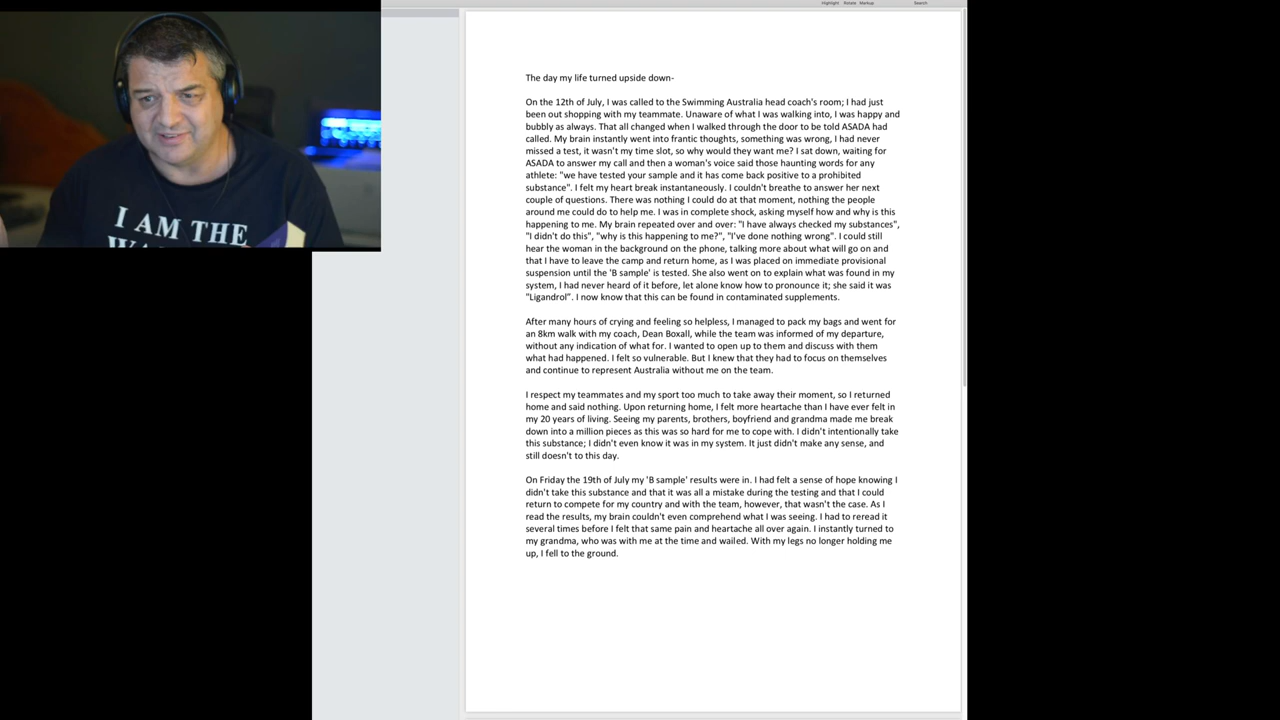 Highlight Rotate Markup Search
I AM THE
The day my life turned upside down-
On the 12th of July, I was called to the Swimming Australia head coach's room; I had just
been out shopping with my teammate. Unaware of what I was walking into, I was happy and
bubbly as always. That all changed when I walked through the door to be told ASADA had
called. My brain instantly went into frantic thoughts, something was wrong, I had never
missed a test, it wasn't my time slot, so why would they want me? I sat down, waiting for
ASADA to answer my call and then a woman's voice said those haunting words for any
athlete: "we have tested your sample and it has come back positive to a prohibited
substance". I felt my heart break instantaneously. I couldn't breathe to answer her next
couple of questions. There was nothing I could do at that moment, nothing the people
around me could do to help me. I was in complete shock, asking myself how and why is this
happening to me. My brain repeated over and over: "I have always checked my substances",
"I didn't do this", "why is this happening to me?", "I've done nothing wrong". I could still
hear the woman in the background on the phone, talking more about what will go on and
that I have to leave the camp and return home, as I was placed on immediate provisional
suspension until the 'B sample' is tested. She also went on to explain what was found in my
system, I had never heard of it before, let alone know how to pronounce it; she said it was
"Ligandrol". I now know that this can be found in contaminated supplements.
After many hours of crying and feeling so helpless, I managed to pack my bags and went for
an 8km walk with my coach, Dean Boxall, while the team was informed of my departure,
without any indication of what for. I wanted to open up to them and discuss with them
what had happened. I felt so vulnerable. But I knew that they had to focus on themselves
and continue to represent Australia without me on the team.
I respect my teammates and my sport too much to take away their moment, so I returned
home and said nothing. Upon returning home, I felt more heartache than I have ever felt in
my 20 years of living. Seeing my parents, brothers, boyfriend and grandma made me break
down into a million pieces as this was so hard for me to cope with. I didn't intentionally take
this substance; I didn't even know it was in my system. It just didn't make any sense, and
still doesn't to this day.
On Friday the 19th of July my 'B sample' results were in. I had felt a sense of hope knowing I
didn't take this substance and that it was all a mistake during the testing and that I could
return to compete for my country and with the team, however, that wasn't the case. As I
read the results, my brain couldn't even comprehend what I was seeing. I had to reread it
several times before I felt that same pain and heartache all over again. I instantly turned to
my grandma, who was with me at the time and wailed. With my legs no longer holding me
up, I fell to the ground.